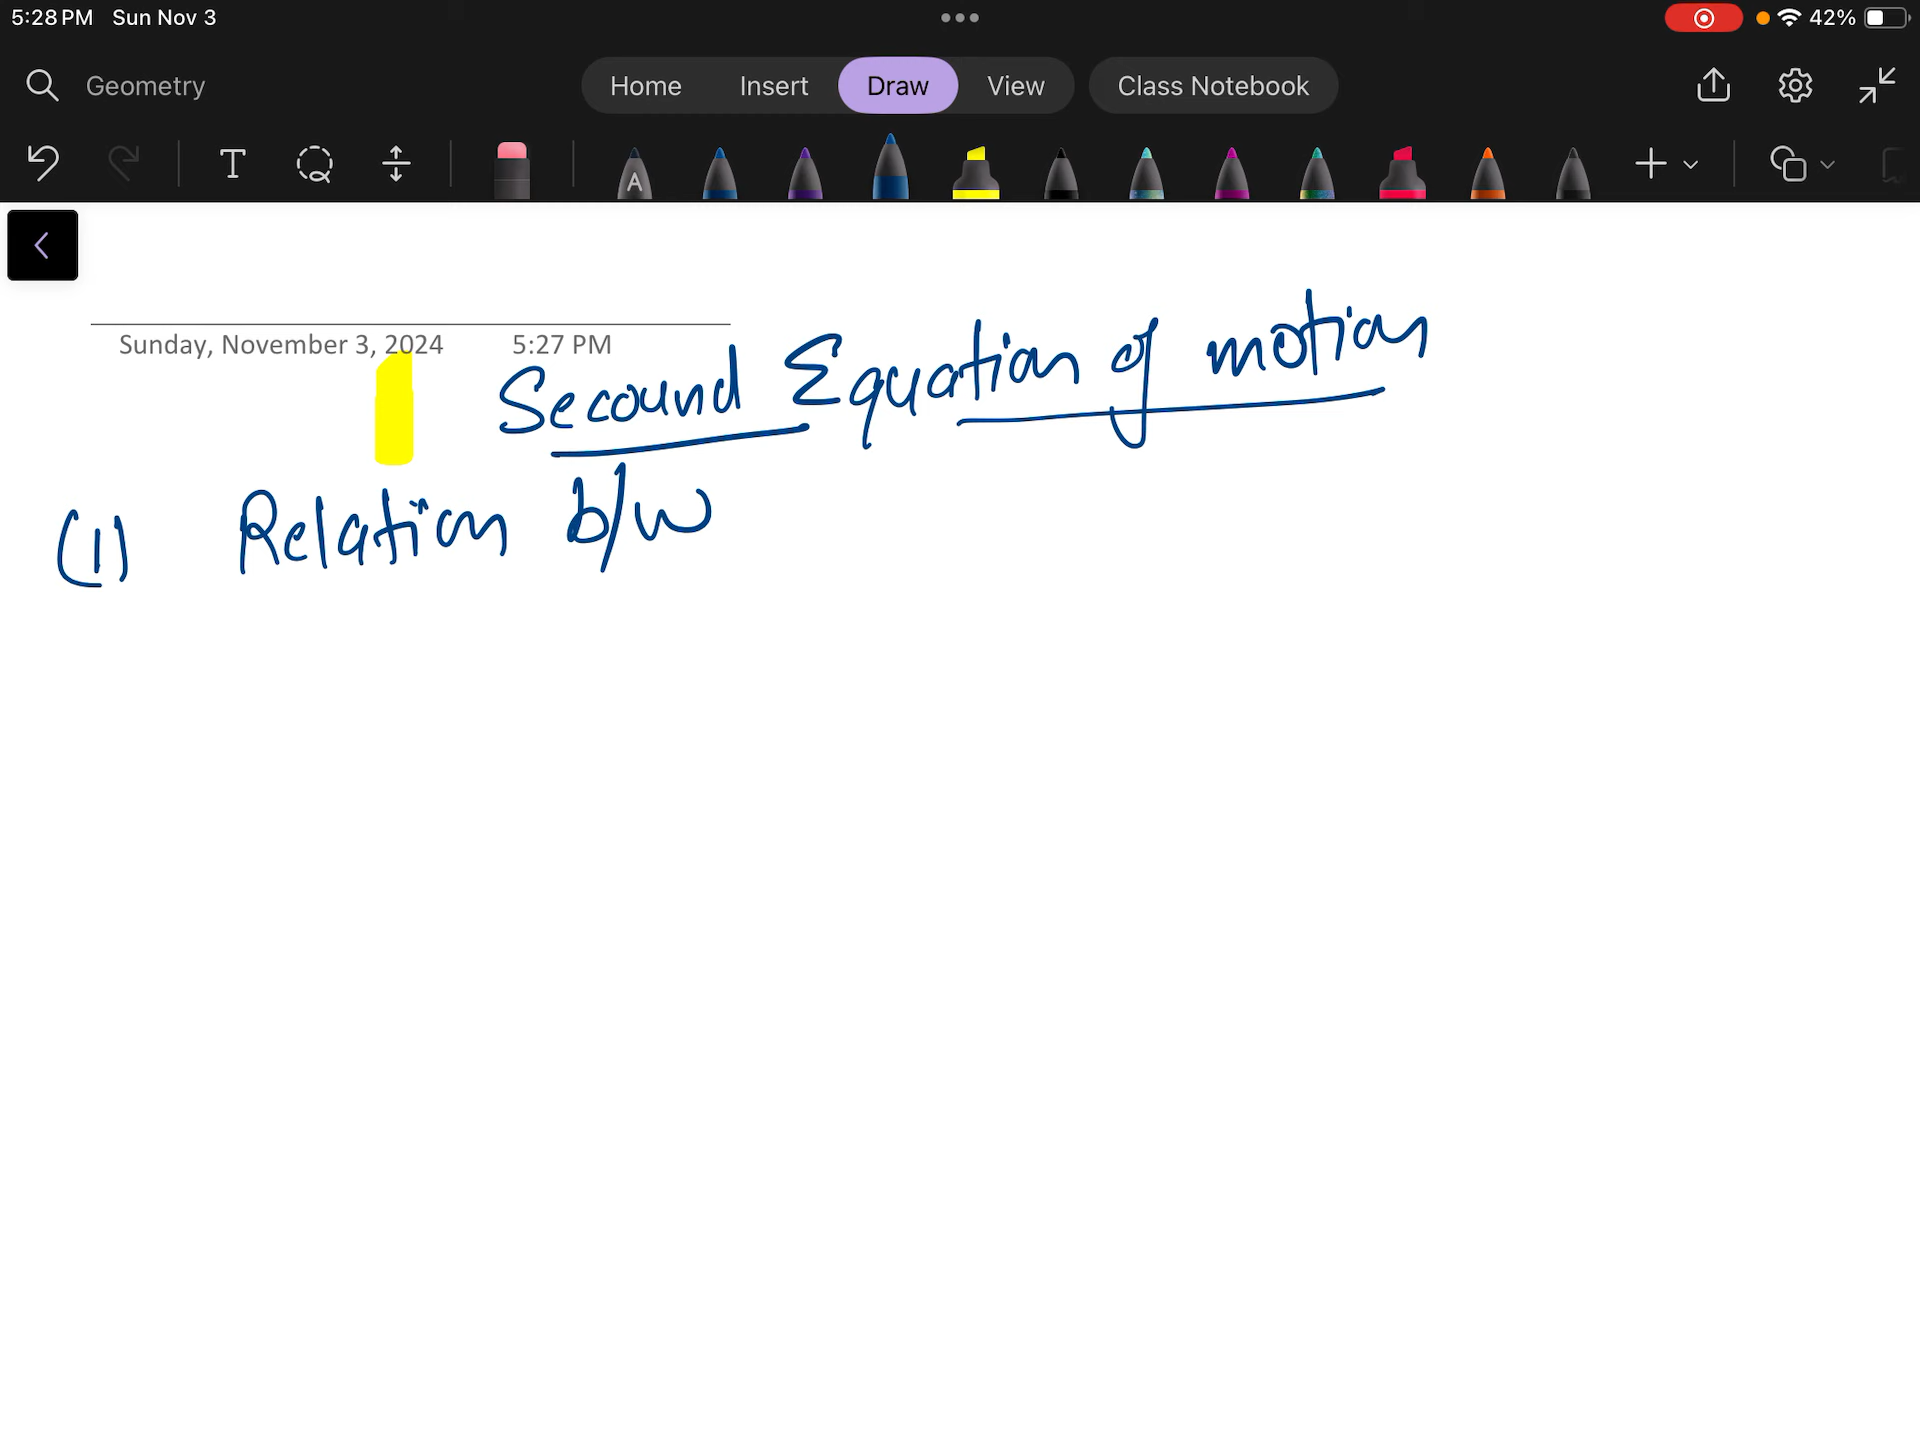 5:28 PM Sun Nov 3 42%
Geometry Home Insert Draw View Class Notebook
T A
Sunday, November 3, 2024 5:27 PM
Secound Equation of motion
(1) Relation b/w